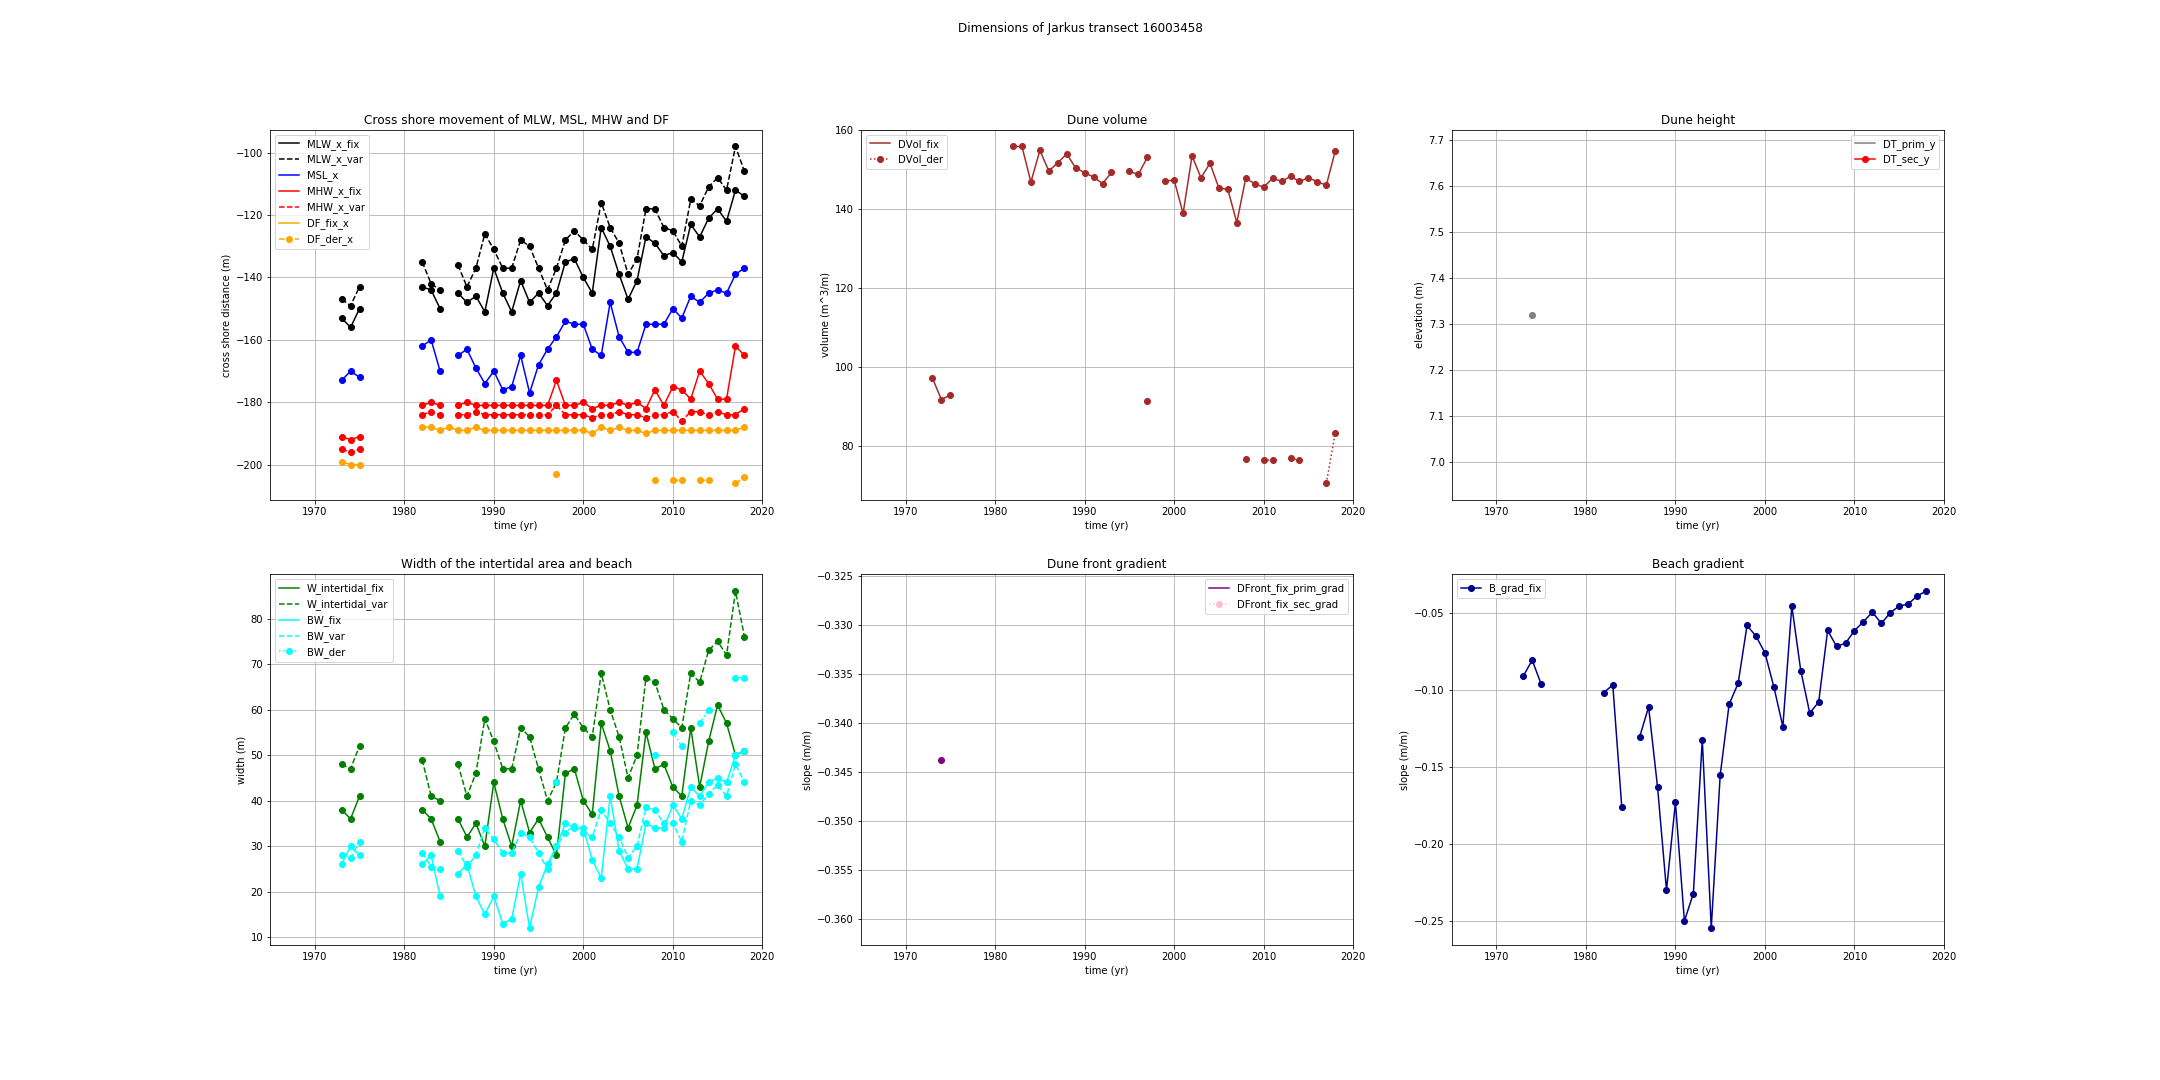 Dimensions of Jarkus transect 16003458
Cross shore movement of MLW, MSL, MHW and DF
MLW_x_fix
MLW_x_var
MSL_x
MHW_x_fix
MHW_x_var
DF_fix_x
DF_der_x
cross shore distance (m)
−100
−120
−140
−160
−180
−200
1970 1980 1990 2000 2010 2020
time (yr)
Dune volume
DVol_fix
DVol_der
volume (m^3/m)
160
140
120
100
80
1970 1980 1990 2000 2010 2020
time (yr)
Dune height
DT_prim_y
DT_sec_y
elevation (m)
7.7
7.6
7.5
7.4
7.3
7.2
7.1
7.0
1970 1980 1990 2000 2010 2020
time (yr)
Width of the intertidal area and beach
W_intertidal_fix
W_intertidal_var
BW_fix
BW_var
BW_der
width (m)
80
70
60
50
40
30
20
10
1970 1980 1990 2000 2010 2020
time (yr)
Dune front gradient
DFront_fix_prim_grad
DFront_fix_sec_grad
slope (m/m)
−0.325
−0.330
−0.335
−0.340
−0.345
−0.350
−0.355
−0.360
1970 1980 1990 2000 2010 2020
time (yr)
Beach gradient
B_grad_fix
slope (m/m)
−0.05
−0.10
−0.15
−0.20
−0.25
1970 1980 1990 2000 2010 2020
time (yr)